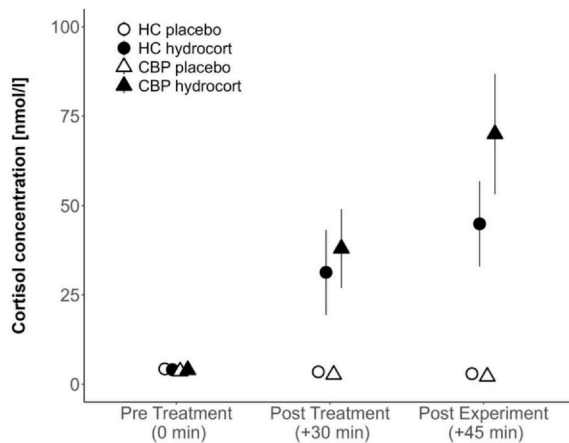 100
HC placebo
HC hydrocort
CBP placebo
CBP hydrocort
75
50
25
0
Cortisol concentration [nmol/l]
Pre Treatment
(0 min)
Post Treatment
(+30 min)
Post Experiment
(+45 min)